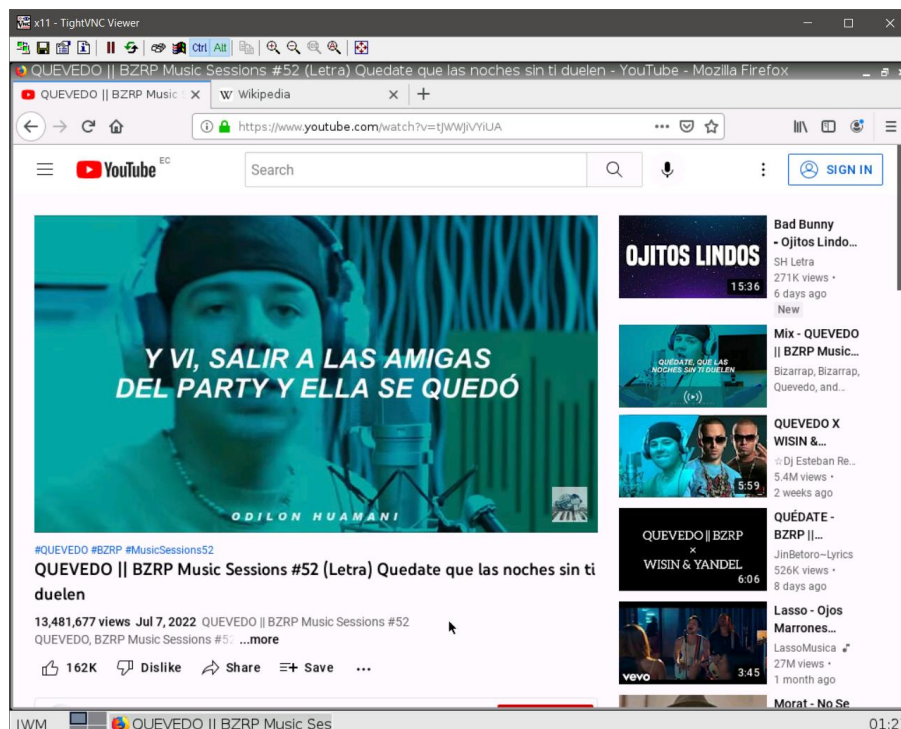 x11 - TightVNC Viewer
Ctrl Alt
QUEVEDO || BZRP Music Sessions #52 (Letra) Quedate que las noches sin ti duelen - YouTube - Mozilla Firefox
QUEVEDO || BZRP Music S
Wikipedia
https://www.youtube.com/watch?v=tJWWJiVYiUA
YouTube EC
Search
SIGN IN
Y VI, SALIR A LAS AMIGAS
DEL PARTY Y ELLA SE QUEDÓ
ODILON HUAMANI
#QUEVEDO #BZRP #MusicSessions52
QUEVEDO || BZRP Music Sessions #52 (Letra) Quedate que las noches sin ti
duelen
13,481,677 views Jul 7, 2022 QUEVEDO || BZRP Music Sessions #52
QUEVEDO, BZRP Music Sessions #52 ...more
162K Dislike Share Save ...
OJITOS LINDOS
15:36
Bad Bunny
- Ojitos Lindo...
SH Letra
271K views •
6 days ago
New
QUÉDATE, QUE LAS
NOCHES SIN TI DUELEN
Mix - QUEVEDO
|| BZRP Music...
Bizarrap, Bizarrap,
Quevedo, and...
5:59
QUEVEDO X
WISIN &...
☆Dj Esteban Re...
5.4M views •
2 weeks ago
QUEVEDO || BZRP
×
WISIN & YANDEL
6:06
QUÉDATE -
BZRP ||...
JinBetoro~Lyrics
526K views •
8 days ago
vevo
3:45
Lasso - Ojos
Marrones...
LassoMusica
27M views •
1 month ago
Morat - No Se
JWM
QUEVEDO || BZRP Music Ses
01:2